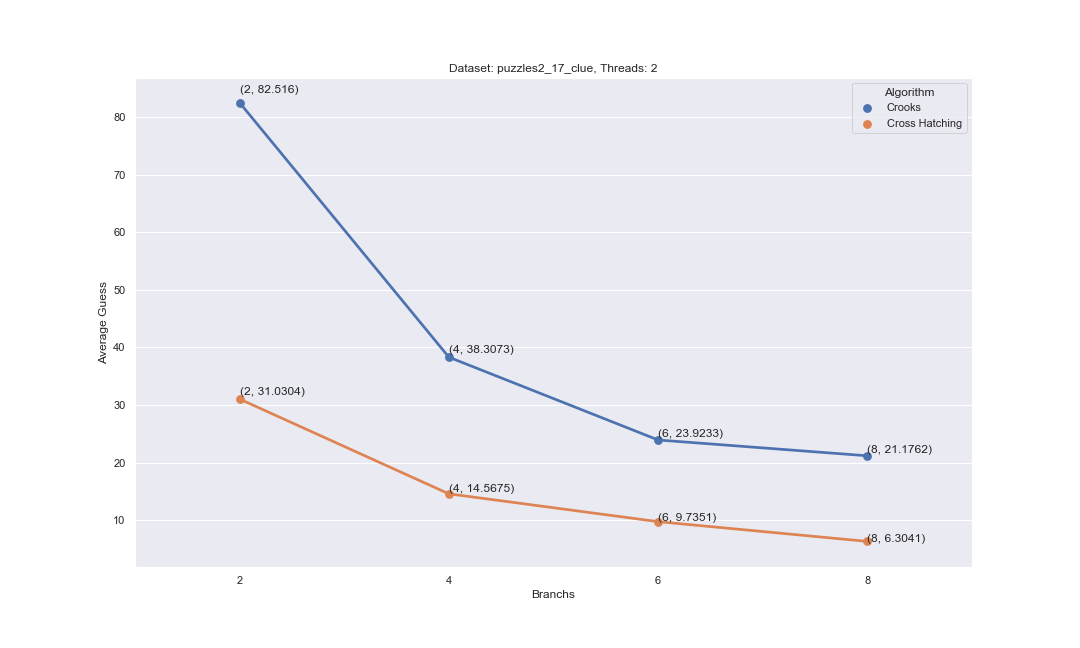 Dataset: puzzles2_17_clue, Threads: 2
Algorithm
Crooks
Cross Hatching
Average Guess
80
70
60
50
40
30
20
10
(2, 82.516)
(4, 38.3073)
(6, 23.9233)
(8, 21.1762)
(2, 31.0304)
(4, 14.5675)
(6, 9.7351)
(8, 6.3041)
2 4 6 8
Branchs